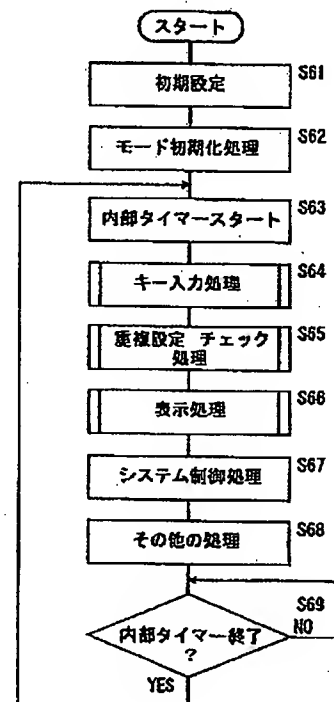 スタート
初期設定 S61
モード初期化処理 S62
内部タイマースタート S63
キー入力処理 S64
重複設定 チェック S65
処理
表示処理 S66
システム制御処理 S67
その他の処理 S68
S69
内部タイマー終了 NO
?
YES